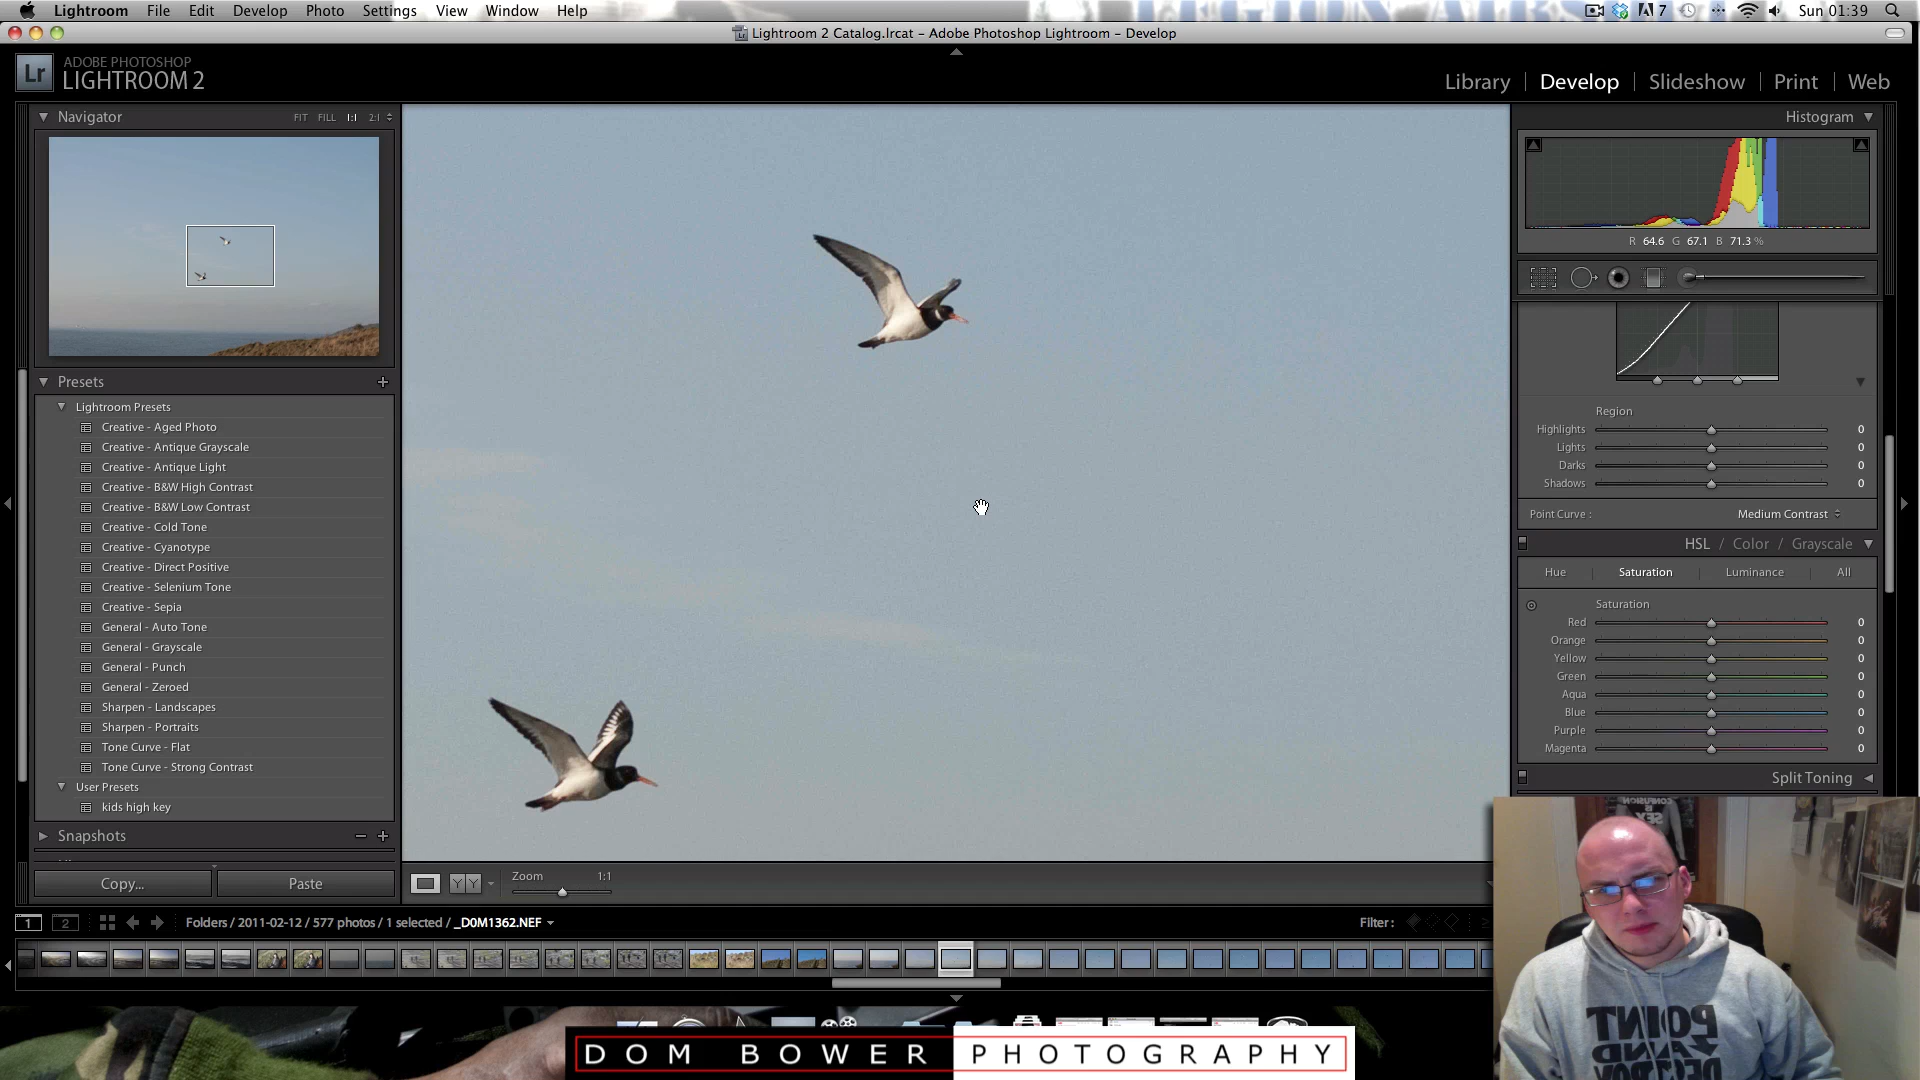 Lightroom File Edit Develop Photo Settings View Window Help
7 Sun 01:39
Lightroom 2 Catalog.lrcat – Adobe Photoshop Lightroom – Develop
Lr ADOBE PHOTOSHOP
LIGHTROOM 2
Library Develop Slideshow Print Web
Navigator FIT FILL 1:1 2:1
Histogram
R 64.6 G 67.1 B 71.3 %
Presets
Lightroom Presets
Creative - Aged Photo
Creative - Antique Grayscale
Creative - Antique Light
Creative - B&W High Contrast
Creative - B&W Low Contrast
Creative - Cold Tone
Creative - Cyanotype
Creative - Direct Positive
Creative - Selenium Tone
Creative - Sepia
General - Auto Tone
General - Grayscale
General - Punch
General - Zeroed
Sharpen - Landscapes
Sharpen - Portraits
Tone Curve - Flat
Tone Curve - Strong Contrast
User Presets
kids high key
Snapshots
Copy... Paste
Region
Highlights 0
Lights 0
Darks 0
Shadows 0
Point Curve : Medium Contrast
HSL / Color / Grayscale
Hue Saturation Luminance All
Saturation
Red 0
Orange 0
Yellow 0
Green 0
Aqua 0
Blue 0
Purple 0
Magenta 0
Split Toning
Zoom 1:1
1 2 Folders / 2011-02-12 / 577 photos / 1 selected / _D0M1362.NEF
Filter :
DOM BOWER PHOTOGRAPHY
POINT
AND